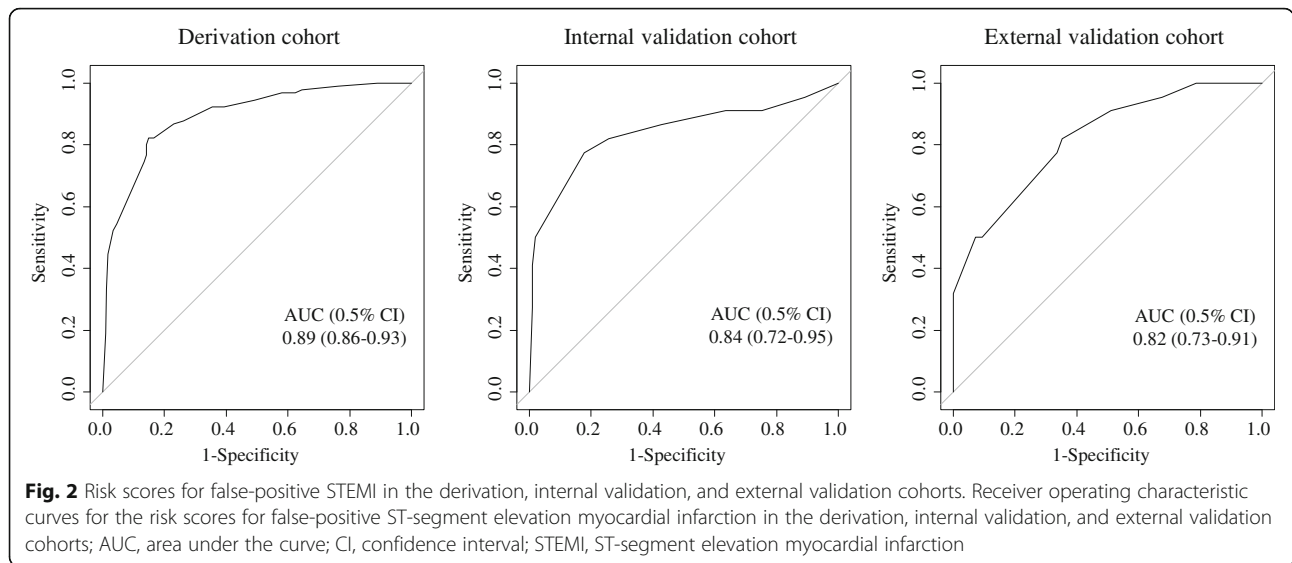 Derivation cohort
Internal validation cohort
External validation cohort
Sensitivity
0.0 0.2 0.4 0.6 0.8 1.0
AUC (0.5% CI)
0.89 (0.86-0.93)
0.0 0.2 0.4 0.6 0.8 1.0
1-Specificity
Sensitivity
0.0 0.2 0.4 0.6 0.8 1.0
AUC (0.5% CI)
0.84 (0.72-0.95)
0.0 0.2 0.4 0.6 0.8 1.0
1-Specificity
Sensitivity
0.0 0.2 0.4 0.6 0.8 1.0
AUC (0.5% CI)
0.82 (0.73-0.91)
0.0 0.2 0.4 0.6 0.8 1.0
1-Specificity
Fig. 2 Risk scores for false-positive STEMI in the derivation, internal validation, and external validation cohorts. Receiver operating characteristic
curves for the risk scores for false-positive ST-segment elevation myocardial infarction in the derivation, internal validation, and external validation
cohorts; AUC, area under the curve; CI, confidence interval; STEMI, ST-segment elevation myocardial infarction